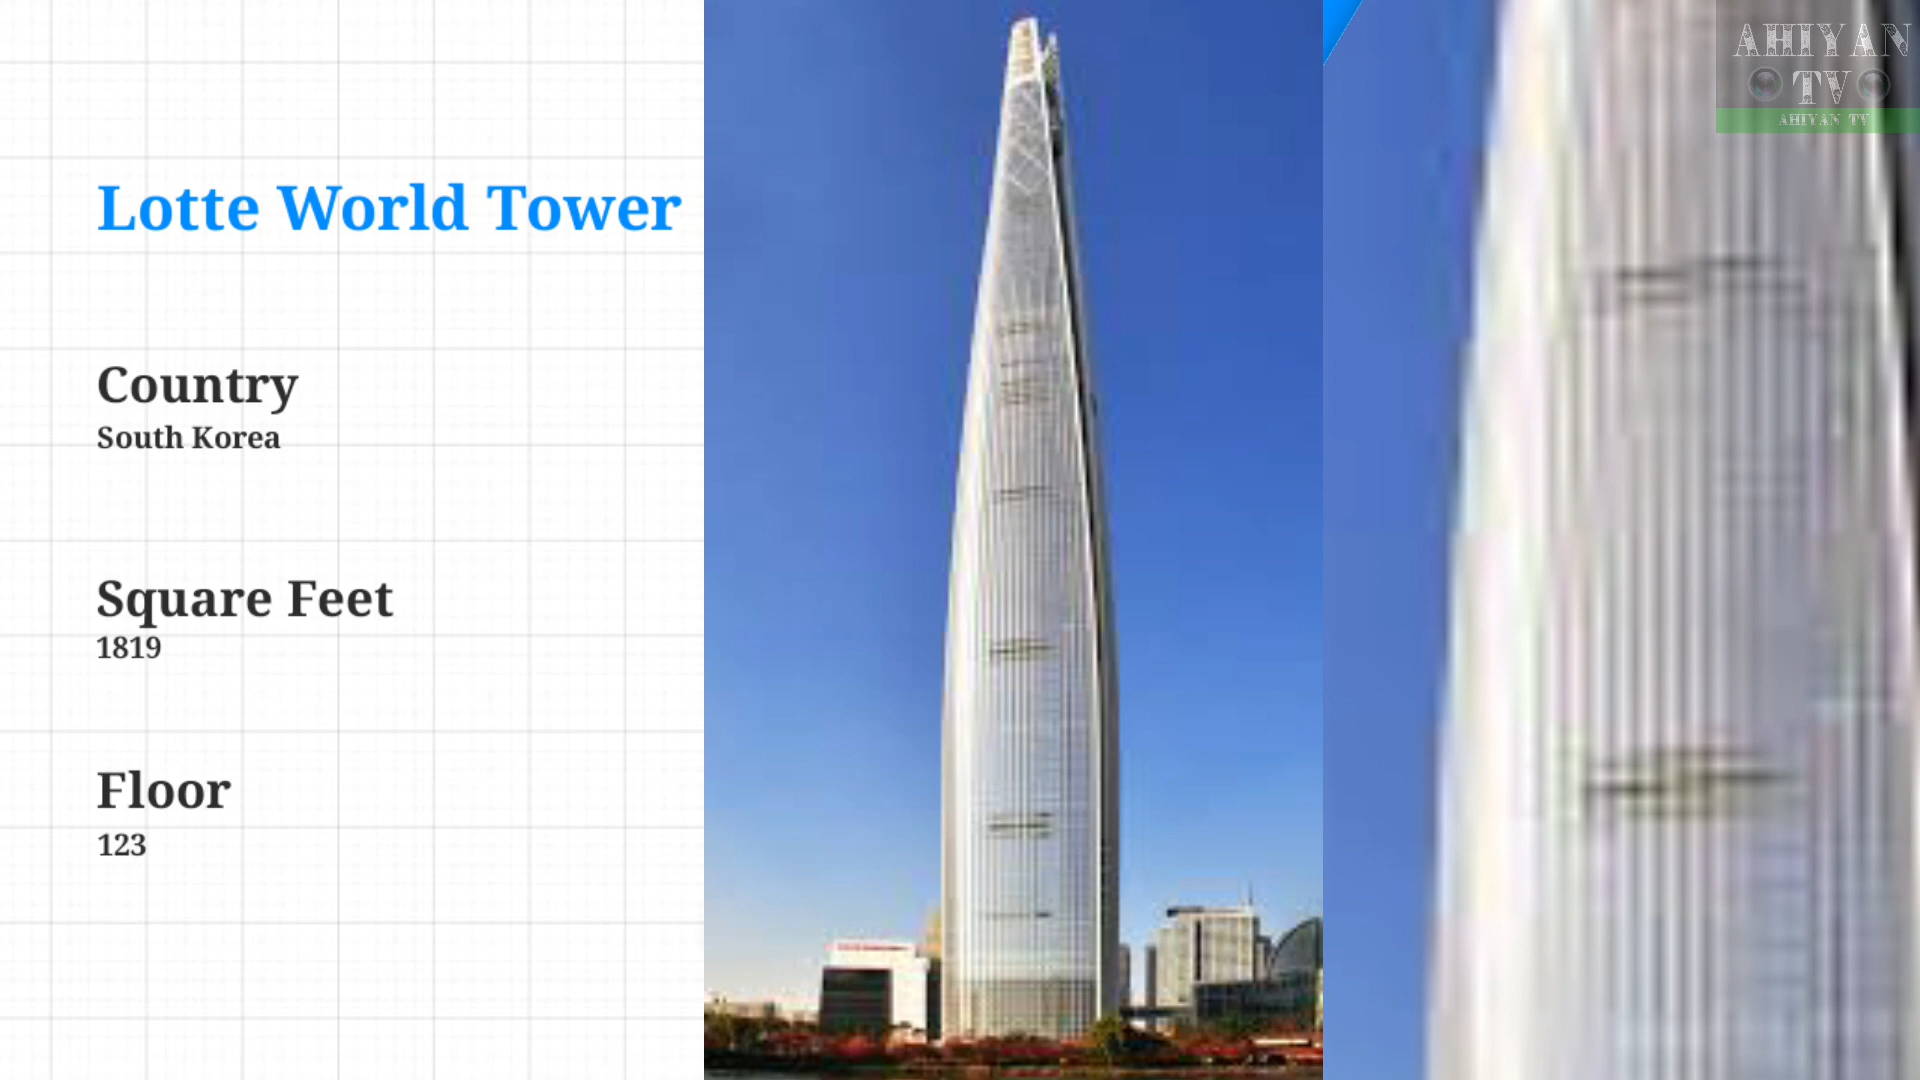 Lotte World Tower
Country
South Korea
Square Feet
1819
Floor
123
AHIYAN
TV
AHIYAN TV